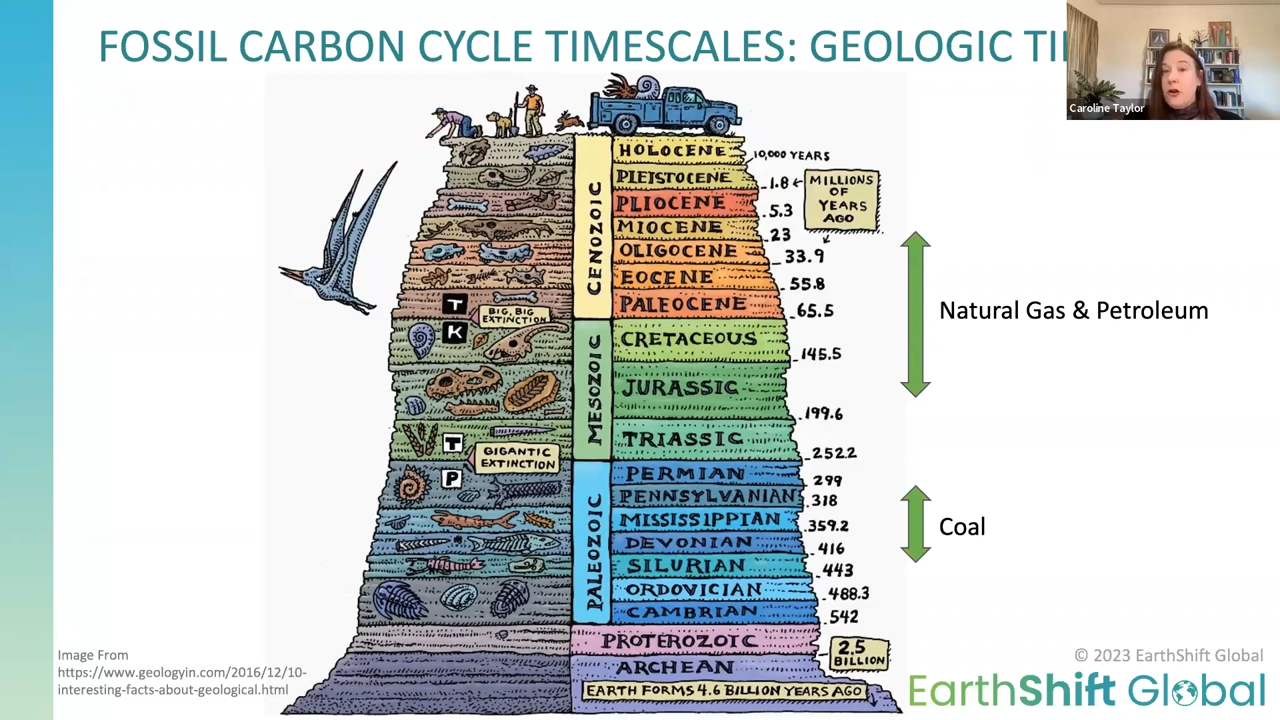 FOSSIL CARBON CYCLE TIMESCALES: GEOLOGIC TI
Caroline Taylor
HOLOCENE
10,000 YEARS
PLEISTOCENE
1.8
MILLIONS
OF
YEARS
AGO
PLIOCENE
5.3
MIOCENE
23
OLIGOCENE
33.9
EOCENE
55.8
PALEOCENE
65.5
CENOZOIC
T
BIG, BIG
EXTINCTION
K
CRETACEOUS
145.5
JURASSIC
199.6
TRIASSIC
252.2
MESOZOIC
T
GIGANTIC
EXTINCTION
P
PERMIAN
299
PENNSYLVANIAN
318
MISSISSIPPIAN
359.2
DEVONIAN
416
SILURIAN
443
ORDOVICIAN
488.3
CAMBRIAN
542
PALEOZOIC
PROTEROZOIC
2.5
BILLION
ARCHEAN
EARTH FORMS 4.6 BILLION YEARS AGO
Natural Gas & Petroleum
Coal
Image From
https://www.geologyin.com/2016/12/10-
interesting-facts-about-geological.html
© 2023 EarthShift Global
EarthShift Global